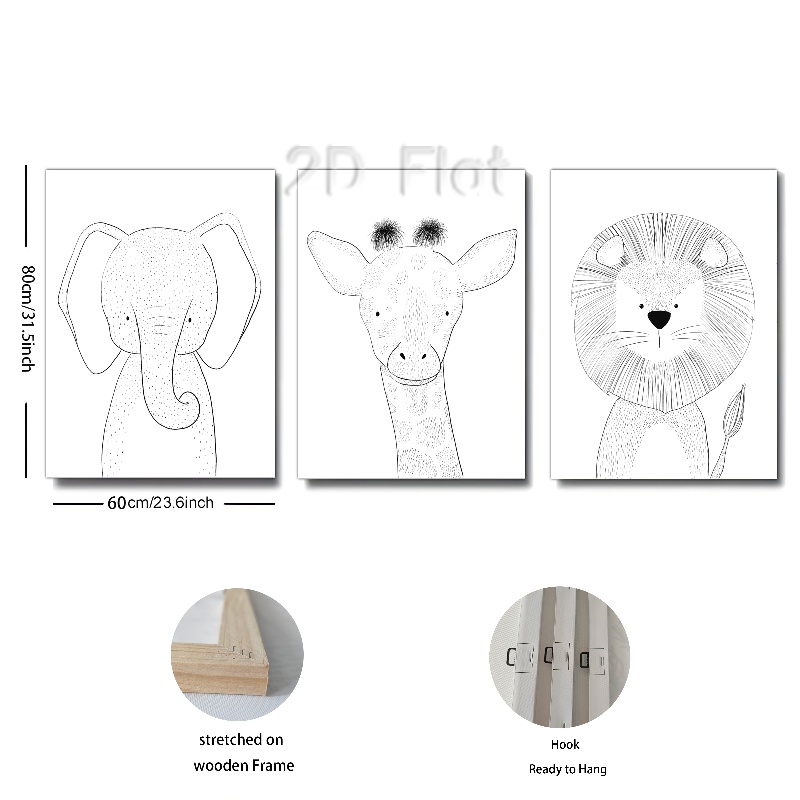 2D Flat
80cm/31.5inch
60cm/23.6inch
stretched on
wooden Frame
Hook
Ready to Hang